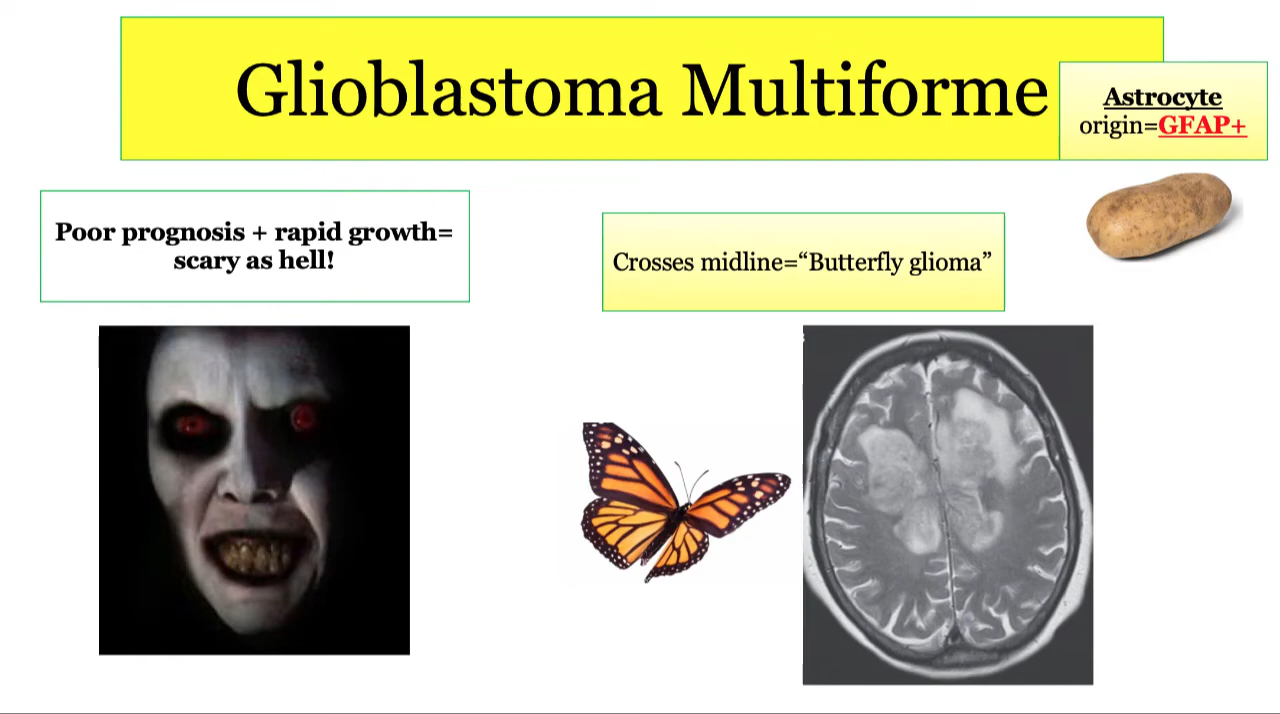 Glioblastoma Multiforme
Astrocyte
origin=GFAP+
Poor prognosis + rapid growth=
scary as hell!
Crosses midline=“Butterfly glioma”